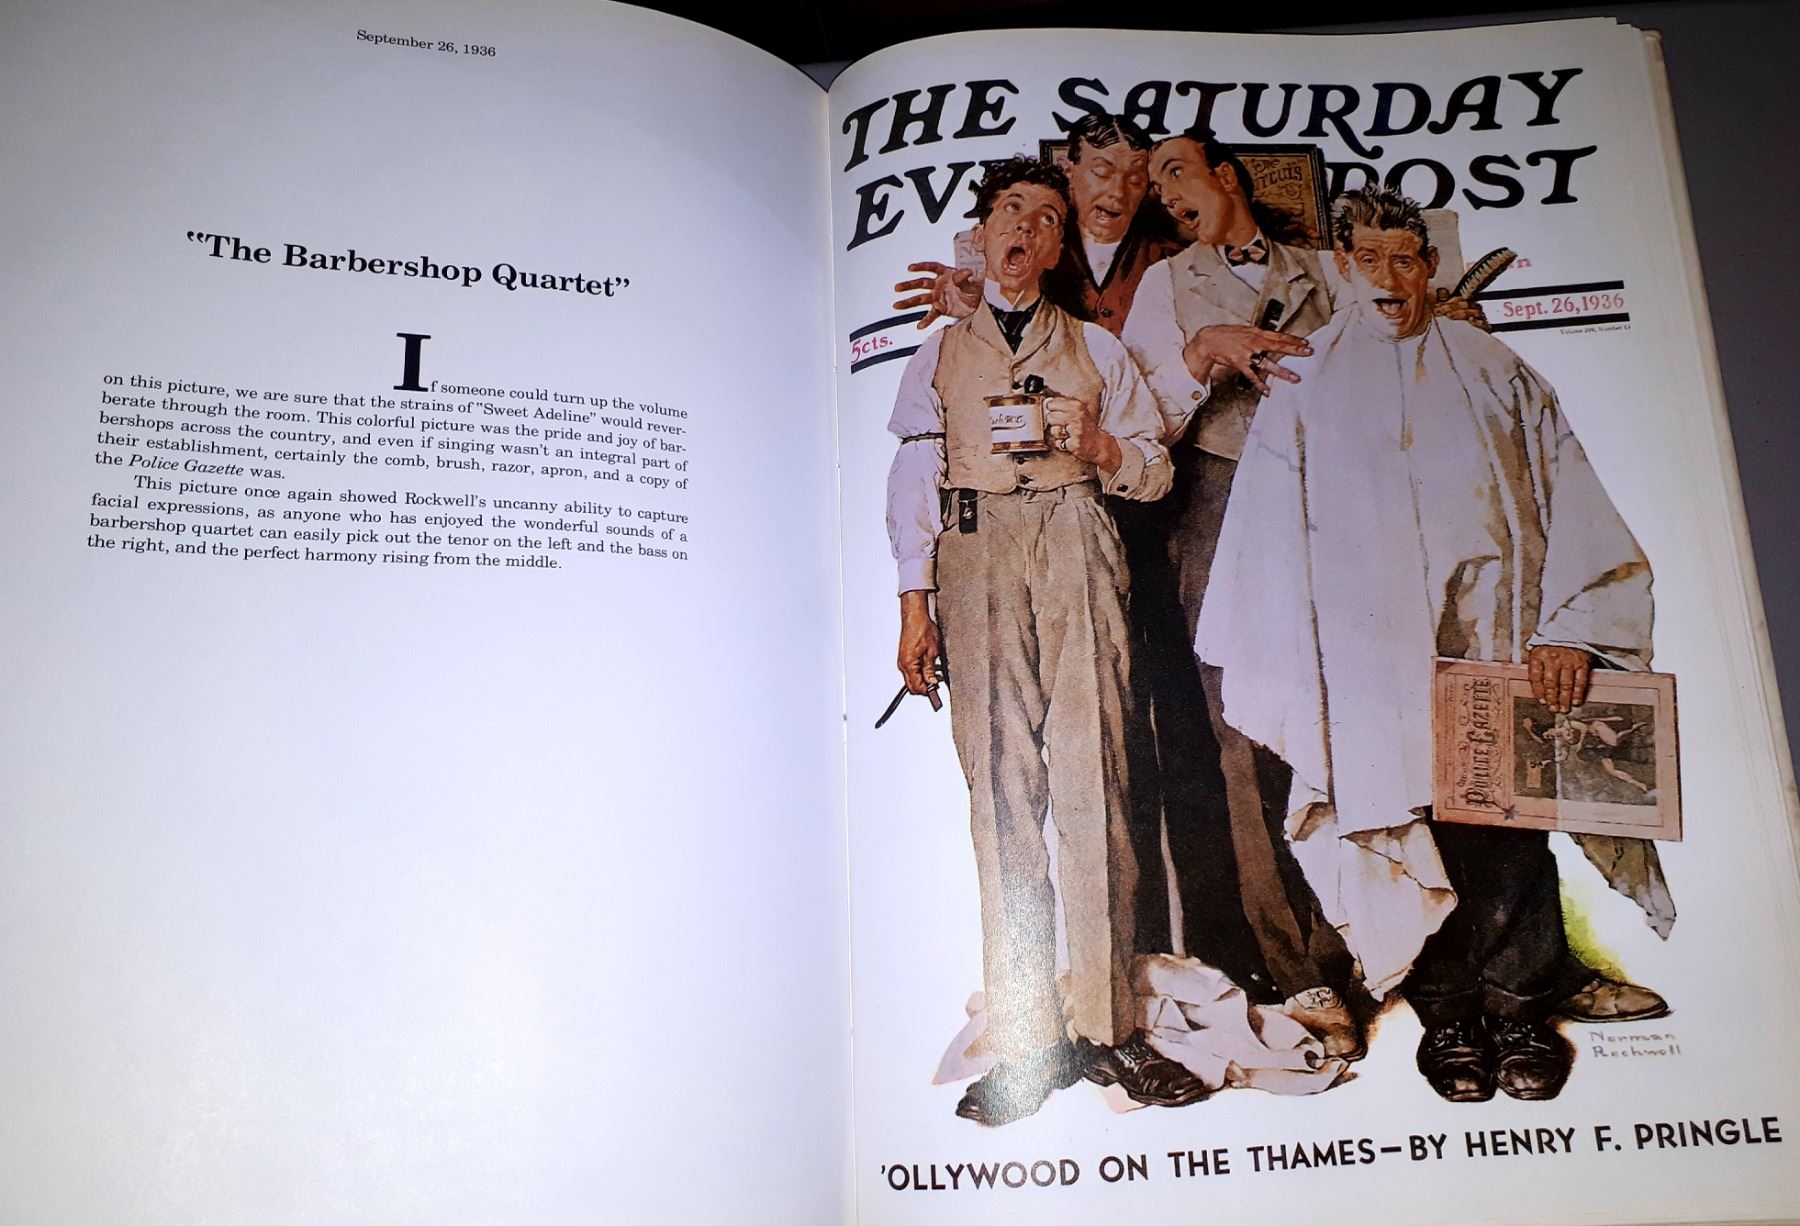 September 26, 1936
“The Barbershop Quartet”
If someone could turn up the volume
on this picture, we are sure that the strains of "Sweet Adeline" would rever-
berate through the room. This colorful picture was the pride and joy of bar-
bershops across the country, and even if singing wasn't an integral part of
their establishment, certainly the comb, brush, razor, apron, and a copy of
the Police Gazette was.
This picture once again showed Rockwell's uncanny ability to capture
facial expressions, as anyone who has enjoyed the wonderful sounds of a
barbershop quartet can easily pick out the tenor on the left and the bass on
the right, and the perfect harmony rising from the middle.
THE SATURDAY
EVE POST
5cts.
Sept. 26, 1936
Volume 209, Number 13
POLICE GAZETTE
Norman
Rockwell
'OLLYWOOD ON THE THAMES—BY HENRY F. PRINGLE